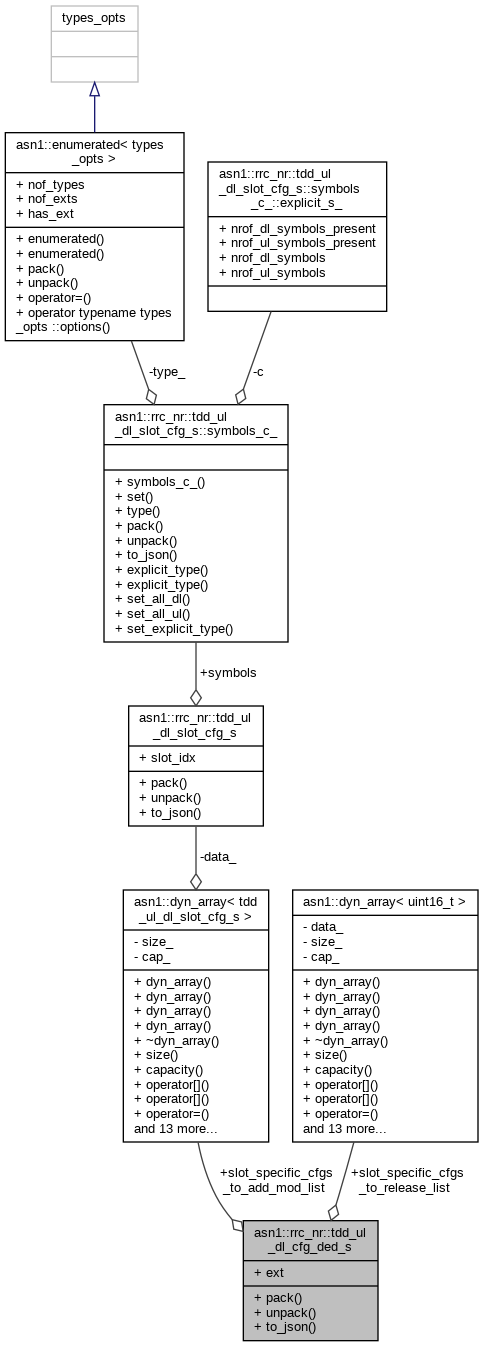 types_opts
asn1::enumerated< types
_opts >
+ nof_types
+ nof_exts
+ has_ext
+ enumerated()
+ enumerated()
+ pack()
+ unpack()
+ operator=()
+ operator typename types
_opts ::options()
asn1::rrc_nr::tdd_ul
_dl_slot_cfg_s::symbols
_c_::explicit_s_
+ nrof_dl_symbols_present
+ nrof_ul_symbols_present
+ nrof_dl_symbols
+ nrof_ul_symbols
-type_
-c
asn1::rrc_nr::tdd_ul
_dl_slot_cfg_s::symbols_c_
+ symbols_c_()
+ set()
+ type()
+ pack()
+ unpack()
+ to_json()
+ explicit_type()
+ explicit_type()
+ set_all_dl()
+ set_all_ul()
+ set_explicit_type()
+symbols
asn1::rrc_nr::tdd_ul
_dl_slot_cfg_s
+ slot_idx
+ pack()
+ unpack()
+ to_json()
-data_
asn1::dyn_array< tdd
_ul_dl_slot_cfg_s >
- size_
- cap_
+ dyn_array()
+ dyn_array()
+ dyn_array()
+ dyn_array()
+ ~dyn_array()
+ size()
+ capacity()
+ operator[]()
+ operator[]()
+ operator=()
and 13 more...
asn1::dyn_array< uint16_t >
- data_
- size_
- cap_
+ dyn_array()
+ dyn_array()
+ dyn_array()
+ dyn_array()
+ ~dyn_array()
+ size()
+ capacity()
+ operator[]()
+ operator[]()
+ operator=()
and 13 more...
+slot_specific_cfgs
_to_add_mod_list
+slot_specific_cfgs
_to_release_list
asn1::rrc_nr::tdd_ul
_dl_cfg_ded_s
+ ext
+ pack()
+ unpack()
+ to_json()